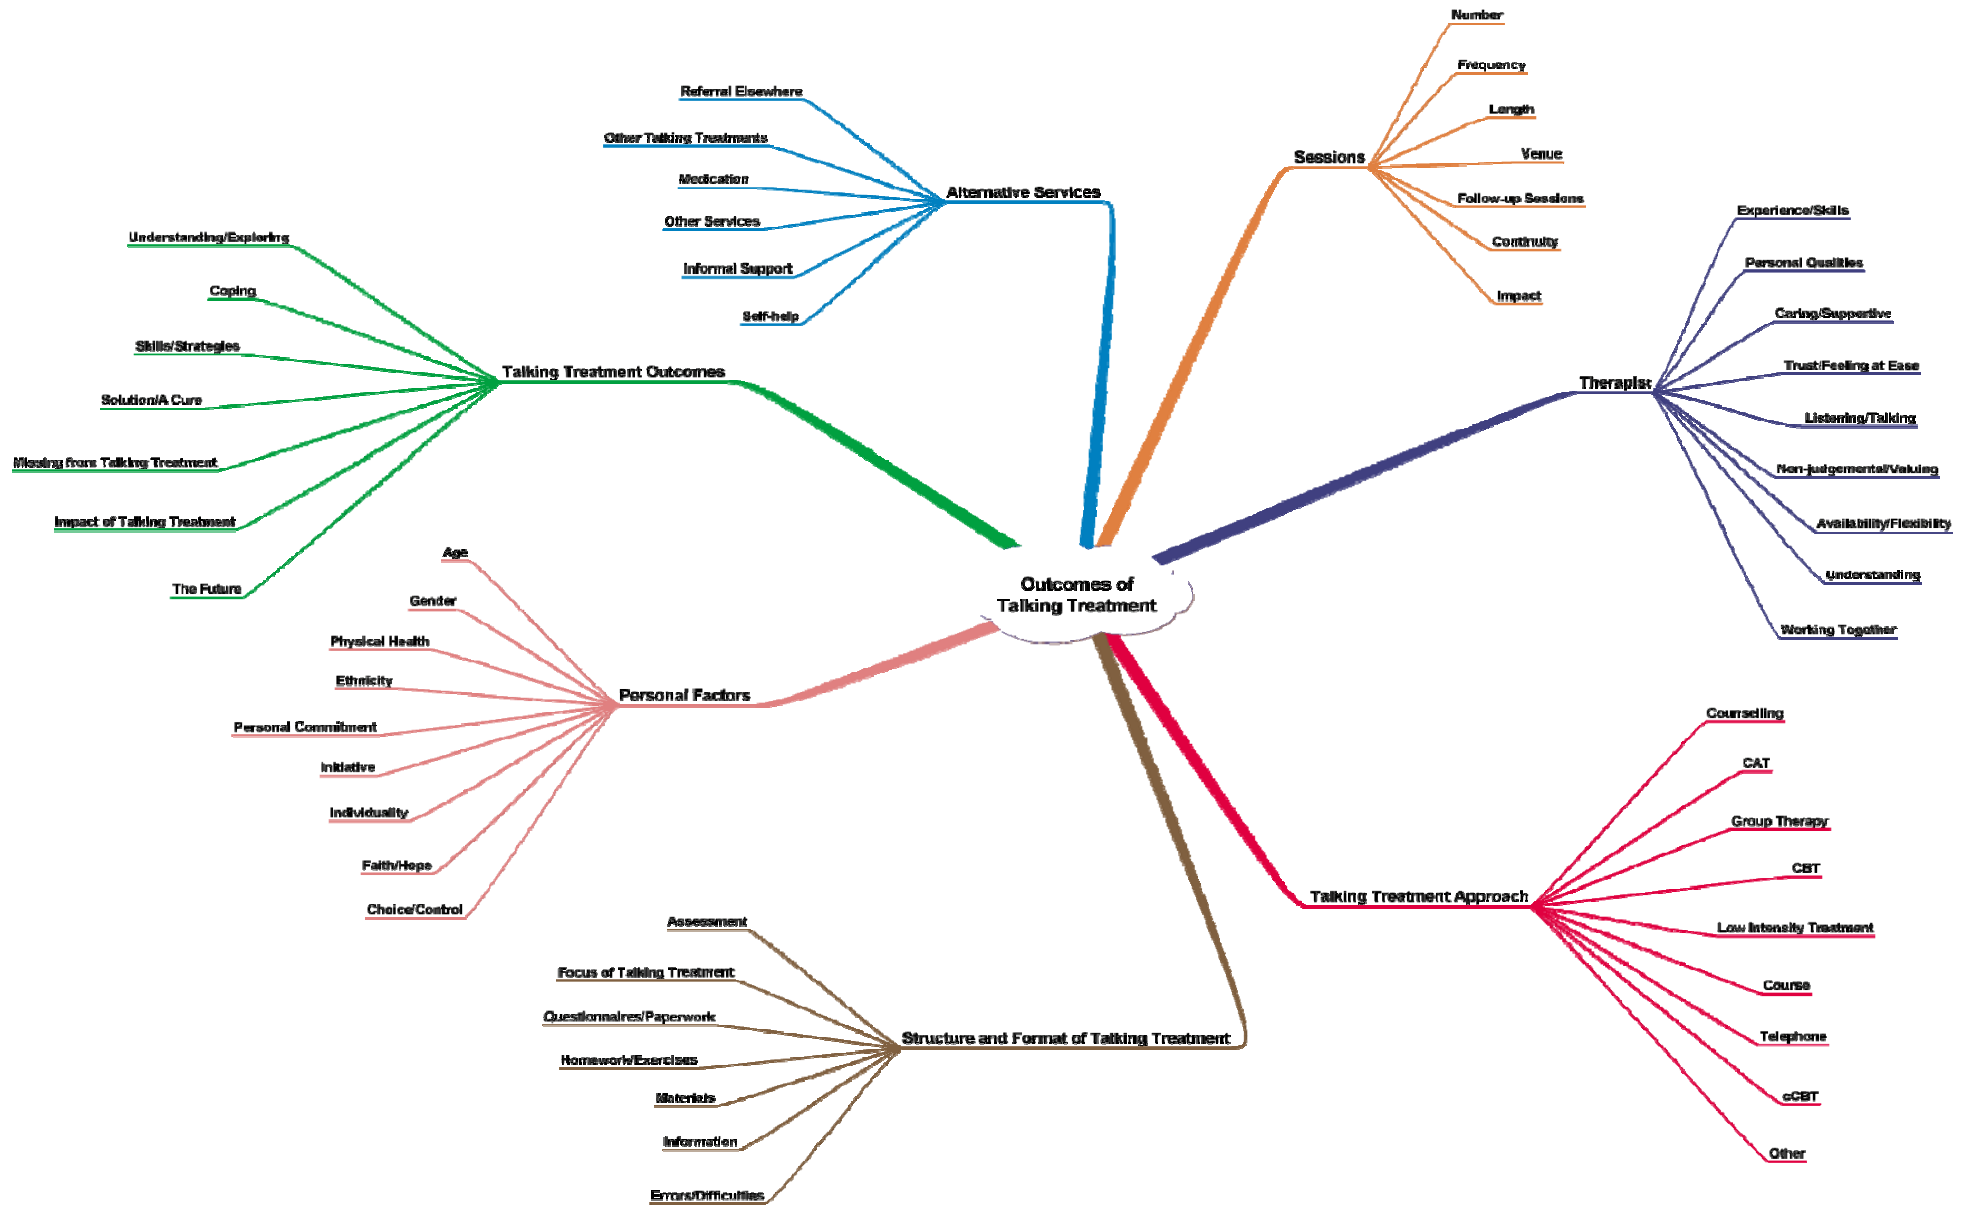 Outcomes of
Talking Treatment
Sessions
Number
Frequency
Length
Venue
Follow-up Sessions
Continuity
Impact
Therapist
Experience/Skills
Personal Qualities
Caring/Supportive
Trust/Feeling at Ease
Listening/Talking
Non-judgemental/Valuing
Availability/Flexibility
Understanding
Working Together
Talking Treatment Approach
Counselling
CAT
Group Therapy
CBT
Low Intensity Treatment
Course
Telephone
cCBT
Other
Structure and Format of Talking Treatment
Assessment
Focus of Talking Treatment
Questionnaires/Paperwork
Homework/Exercises
Materials
Information
Errors/Difficulties
Personal Factors
Age
Gender
Physical Health
Ethnicity
Personal Commitment
Initiative
Individuality
Faith/Hope
Choice/Control
Talking Treatment Outcomes
Understanding/Exploring
Coping
Skills/Strategies
Solution/A Cure
Missing from Talking Treatment
Impact of Talking Treatment
The Future
Alternative Services
Referral Elsewhere
Other Talking Treatments
Medication
Other Services
Informal Support
Self-help